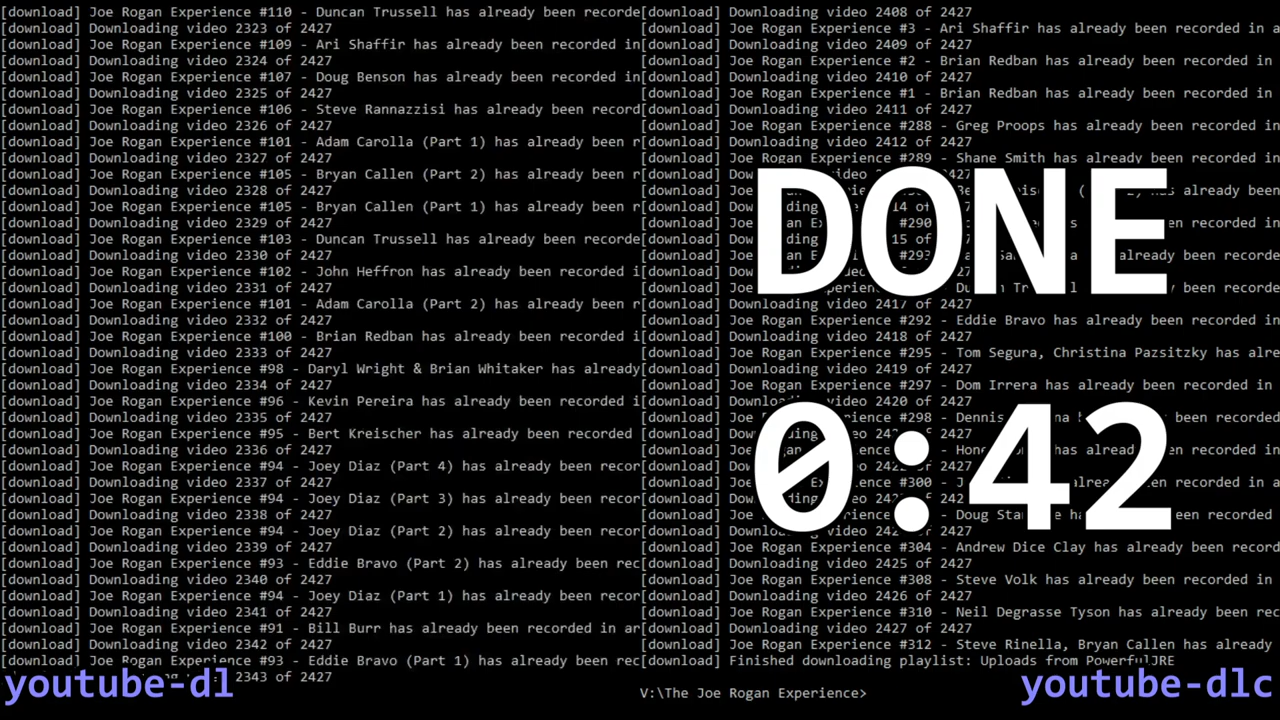 [download] Joe Rogan Experience #110 - Duncan Trussell has already been recorde
[download] Downloading video 2323 of 2427
[download] Joe Rogan Experience #109 - Ari Shaffir has already been recorded in
[download] Downloading video 2324 of 2427
[download] Joe Rogan Experience #107 - Doug Benson has already been recorded in
[download] Downloading video 2325 of 2427
[download] Joe Rogan Experience #106 - Steve Rannazzisi has already been record
[download] Downloading video 2326 of 2427
[download] Joe Rogan Experience #101 - Adam Carolla (Part 1) has already been r
[download] Downloading video 2327 of 2427
[download] Joe Rogan Experience #105 - Bryan Callen (Part 2) has already been r
[download] Downloading video 2328 of 2427
[download] Joe Rogan Experience #105 - Bryan Callen (Part 1) has already been r
[download] Downloading video 2329 of 2427
[download] Joe Rogan Experience #103 - Duncan Trussell has already been recorde
[download] Downloading video 2330 of 2427
[download] Joe Rogan Experience #102 - John Heffron has already been recorded i
[download] Downloading video 2331 of 2427
[download] Joe Rogan Experience #101 - Adam Carolla (Part 2) has already been r
[download] Downloading video 2332 of 2427
[download] Joe Rogan Experience #100 - Brian Redban has already been recorded i
[download] Downloading video 2333 of 2427
[download] Joe Rogan Experience #98 - Daryl Wright & Brian Whitaker has already
[download] Downloading video 2334 of 2427
[download] Joe Rogan Experience #96 - Kevin Pereira has already been recorded i
[download] Downloading video 2335 of 2427
[download] Joe Rogan Experience #95 - Bert Kreischer has already been recorded
[download] Downloading video 2336 of 2427
[download] Joe Rogan Experience #94 - Joey Diaz (Part 4) has already been recor
[download] Downloading video 2337 of 2427
[download] Joe Rogan Experience #94 - Joey Diaz (Part 3) has already been recor
[download] Downloading video 2338 of 2427
[download] Joe Rogan Experience #94 - Joey Diaz (Part 2) has already been recor
[download] Downloading video 2339 of 2427
[download] Joe Rogan Experience #93 - Eddie Bravo (Part 2) has already been rec
[download] Downloading video 2340 of 2427
[download] Joe Rogan Experience #94 - Joey Diaz (Part 1) has already been recor
[download] Downloading video 2341 of 2427
[download] Joe Rogan Experience #91 - Bill Burr has already been recorded in ar
[download] Downloading video 2342 of 2427
[download] Joe Rogan Experience #93 - Eddie Bravo (Part 1) has already been rec
2343 of 2427
youtube-dl
[download] Downloading video 2408 of 2427
[download] Joe Rogan Experience #3 - Ari Shaffir has already been recorded in a
[download] Downloading video 2409 of 2427
[download] Joe Rogan Experience #2 - Brian Redban has already been recorded in
[download] Downloading video 2410 of 2427
[download] Joe Rogan Experience #1 - Brian Redban has already been recorded in
[download] Downloading video 2411 of 2427
[download] Joe Rogan Experience #288 - Greg Proops has already been recorded in
[download] Downloading video 2412 of 2427
[download] Joe Rogan Experience #289 - Shane Smith has already been recorded in
[download]
[download]
[download]
[download] #290
[download]
[download]
[download]
[download]
[download] 2417 of 2427
[download] Joe Rogan Experience #292 - Eddie Bravo has already been recorded in
[download] Downloading video 2418 of 2427
[download] Joe Rogan Experience #295 - Tom Segura, Christina Pazsitzky has alre
[download] Downloading video 2419 of 2427
[download] Joe Rogan Experience #297 - Dom Irrera has already been recorded in
[download] Downloading video 2420 of 2427
[download] #298 - Dennis been recorded
[download]
[download]
[download]
[download] #300
[download]
[download] Doug
[download] of 2427
[download] Joe Rogan Experience #304 - Andrew Dice Clay has already been record
[download] Downloading video 2425 of 2427
[download] Joe Rogan Experience #308 - Steve Volk has already been recorded in
[download] Downloading video 2426 of 2427
[download] Joe Rogan Experience #310 - Neil Degrasse Tyson has already been rec
[download] Downloading video 2427 of 2427
[download] Joe Rogan Experience #312 - Steve Rinella, Bryan Callen has already
[download] Finished downloading playlist: Uploads from PowerfulJRE
V:\The Joe Rogan Experience>
DONE
0:42
youtube-dlc